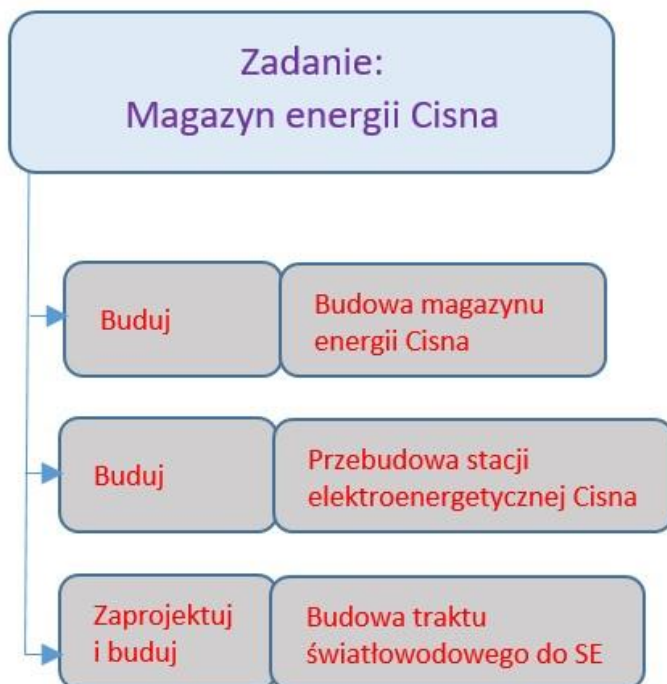 Zadanie:
Magazyn energii Cisna
Buduj
Budowa magazynu
energii Cisna
Buduj
Przebudowa stacji
elektroenergetycznej Cisna
Zaprojektuj
i buduj
Budowa traktu
światłowodowego do SE